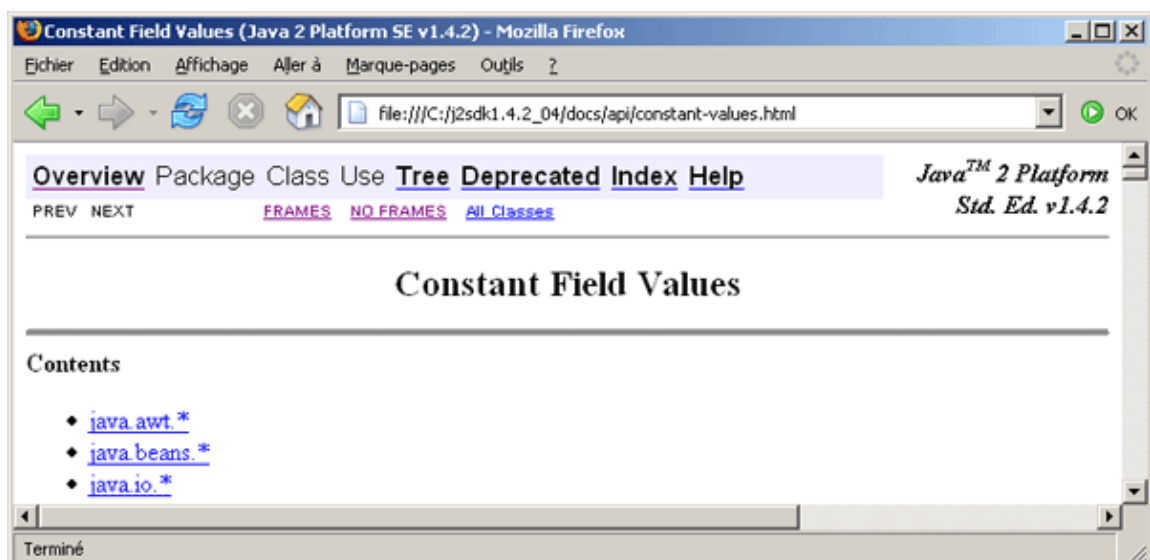 Constant Field Values (Java 2 Platform SE v1.4.2) - Mozilla Firefox
Fichier Edition Affichage Aller à Marque-pages Outils ?
file:///C:/j2sdk1.4.2_04/docs/api/constant-values.html OK
Overview Package Class Use Tree Deprecated Index Help
Java™ 2 Platform
Std. Ed. v1.4.2
PREV NEXT FRAMES NO FRAMES All Classes
Constant Field Values
Contents
java.awt.*
java.beans.*
java.io.*
Terminé